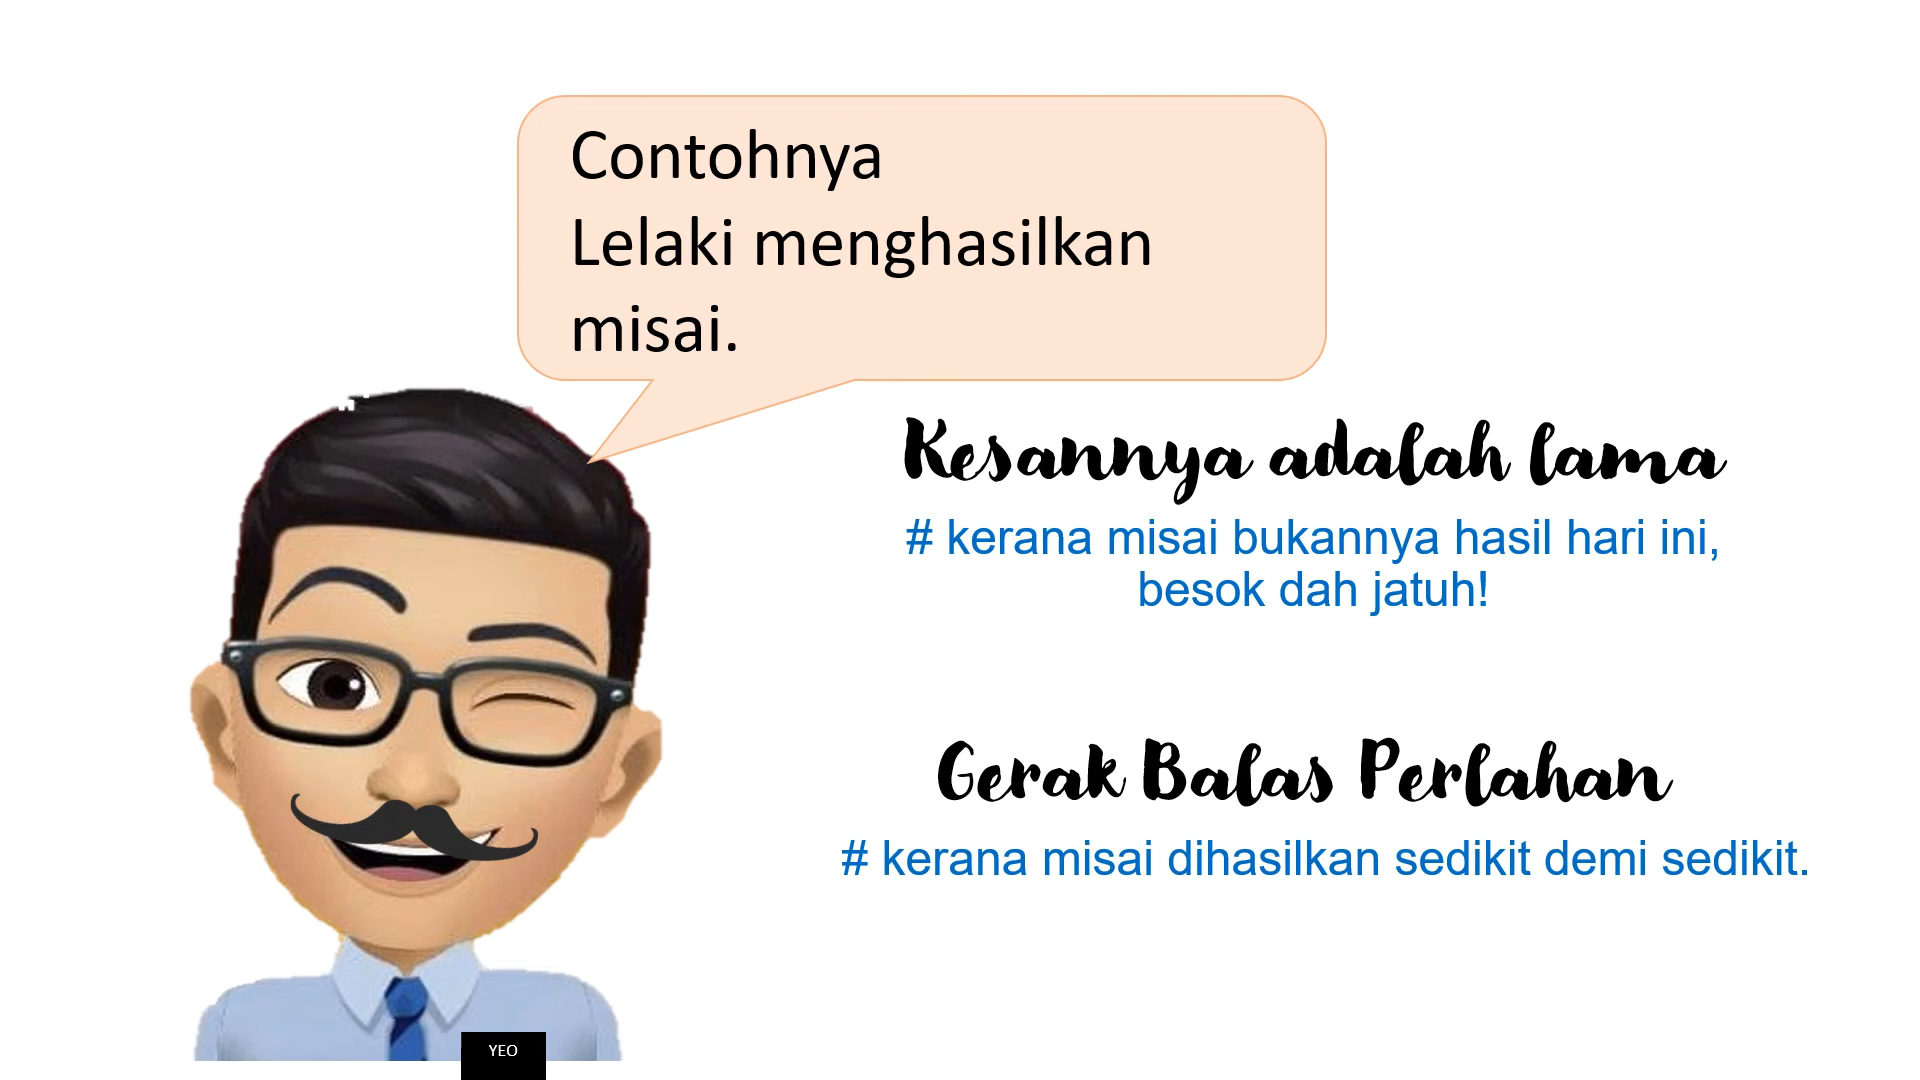 Contohnya
Lelaki menghasilkan
misai.
Kesannya adalah lama
# kerana misai bukannya hasil hari ini,
besok dah jatuh!
Gerak Balas Perlahan
# kerana misai dihasilkan sedikit demi sedikit.
YEO